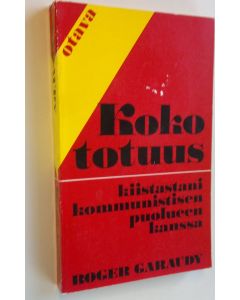 otava
Koko
totuus
kiistastani
kommunistisen
puolueen
kanssa
ROGER GARAUDY